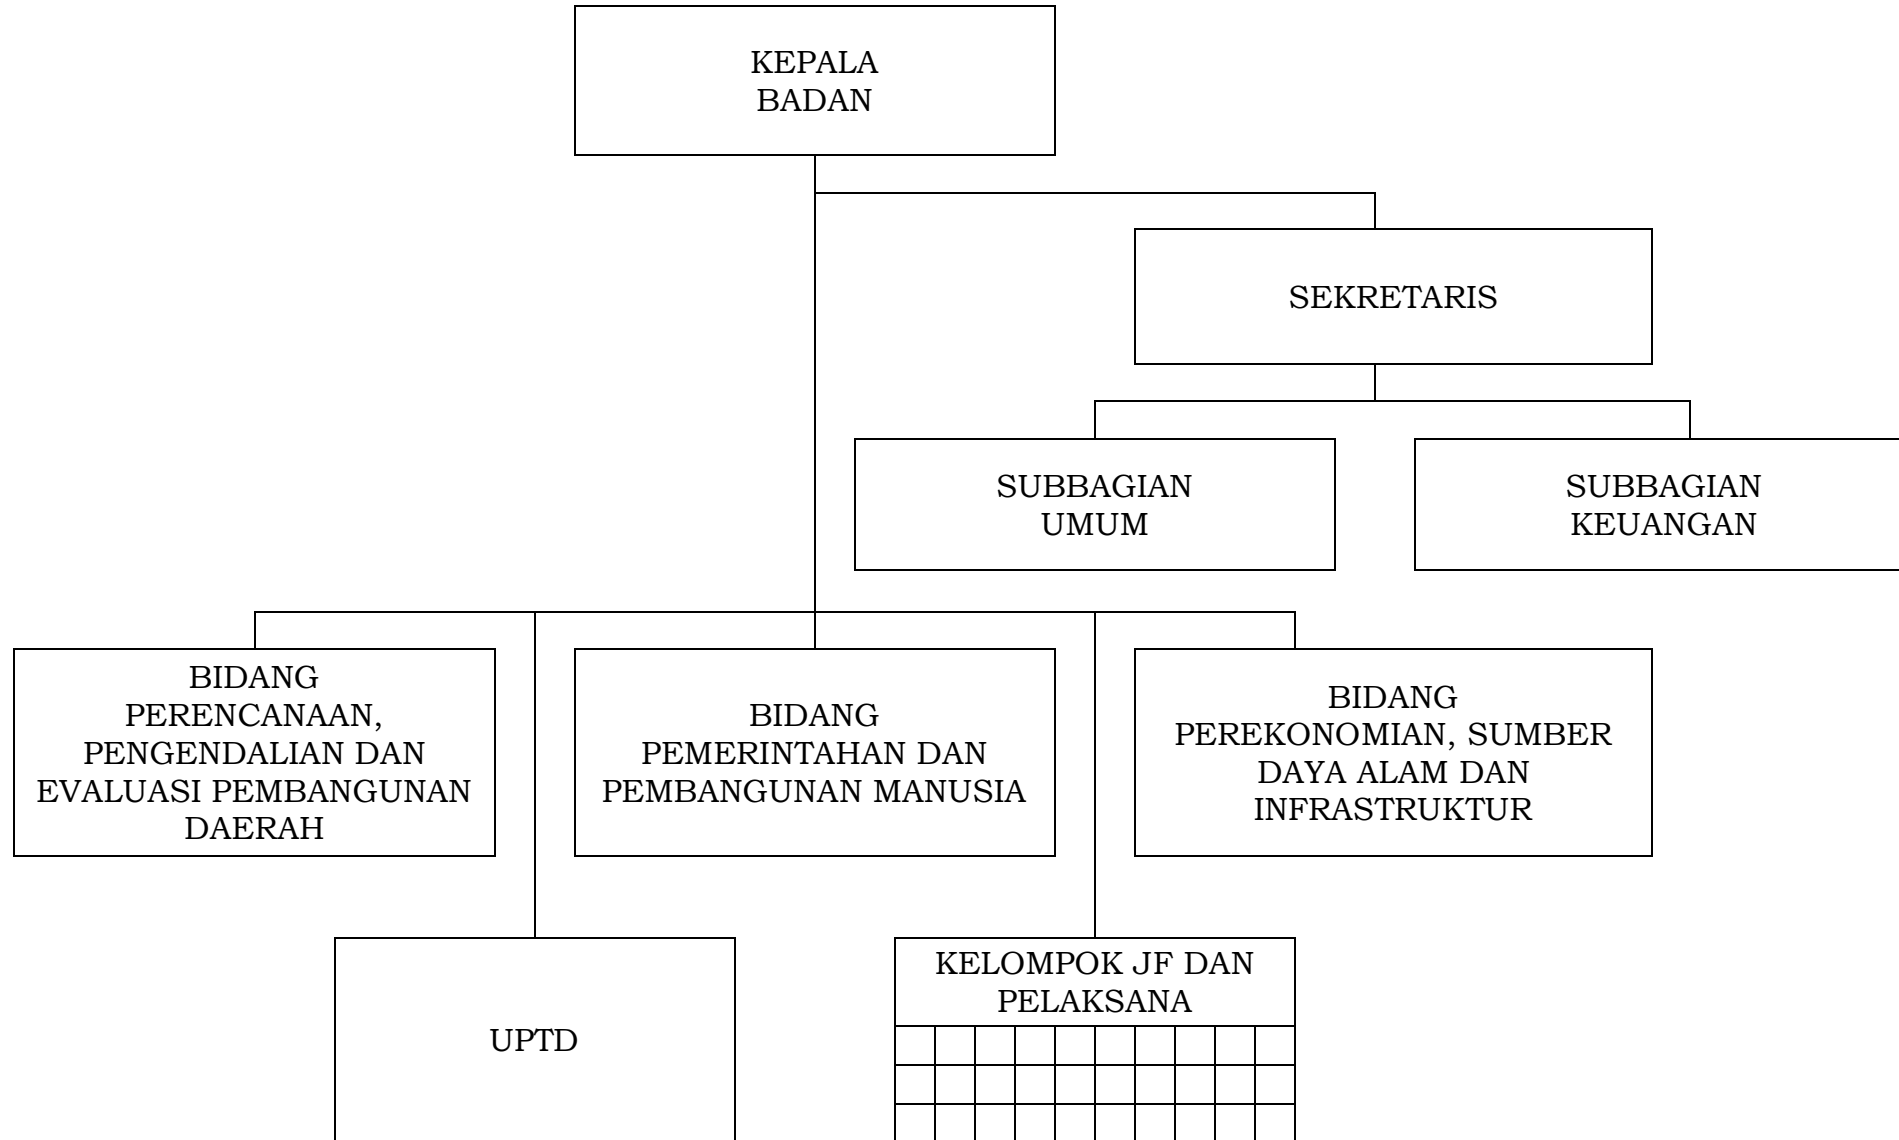 KEPALA
BADAN
SEKRETARIS
SUBBAGIAN
UMUM
SUBBAGIAN
KEUANGAN
BIDANG
PERENCANAAN,
PENGENDALIAN DAN
EVALUASI PEMBANGUNAN
DAERAH
BIDANG
PEMERINTAHAN DAN
PEMBANGUNAN MANUSIA
BIDANG
PEREKONOMIAN, SUMBER
DAYA ALAM DAN
INFRASTRUKTUR
UPTD
KELOMPOK JF DAN
PELAKSANA